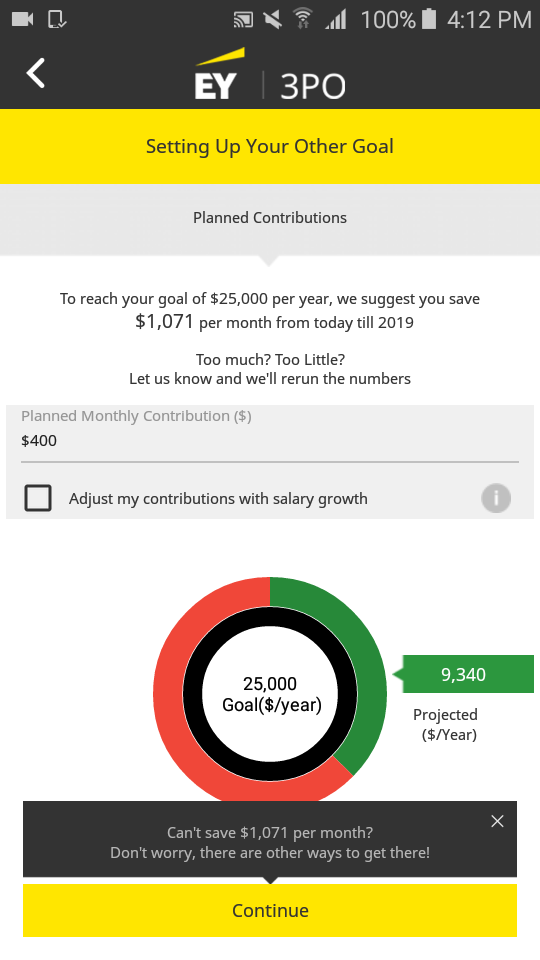 100% 4:12 PM
EY | 3PO
Setting Up Your Other Goal
Planned Contributions
To reach your goal of $25,000 per year, we suggest you save
$1,071 per month from today till 2019
Too much? Too Little?
Let us know and we'll rerun the numbers
Planned Monthly Contribution ($)
$400
Adjust my contributions with salary growth
i
25,000
Goal($/year)
9,340
Projected
($/Year)
Can't save $1,071 per month?
Don't worry, there are other ways to get there!
Continue